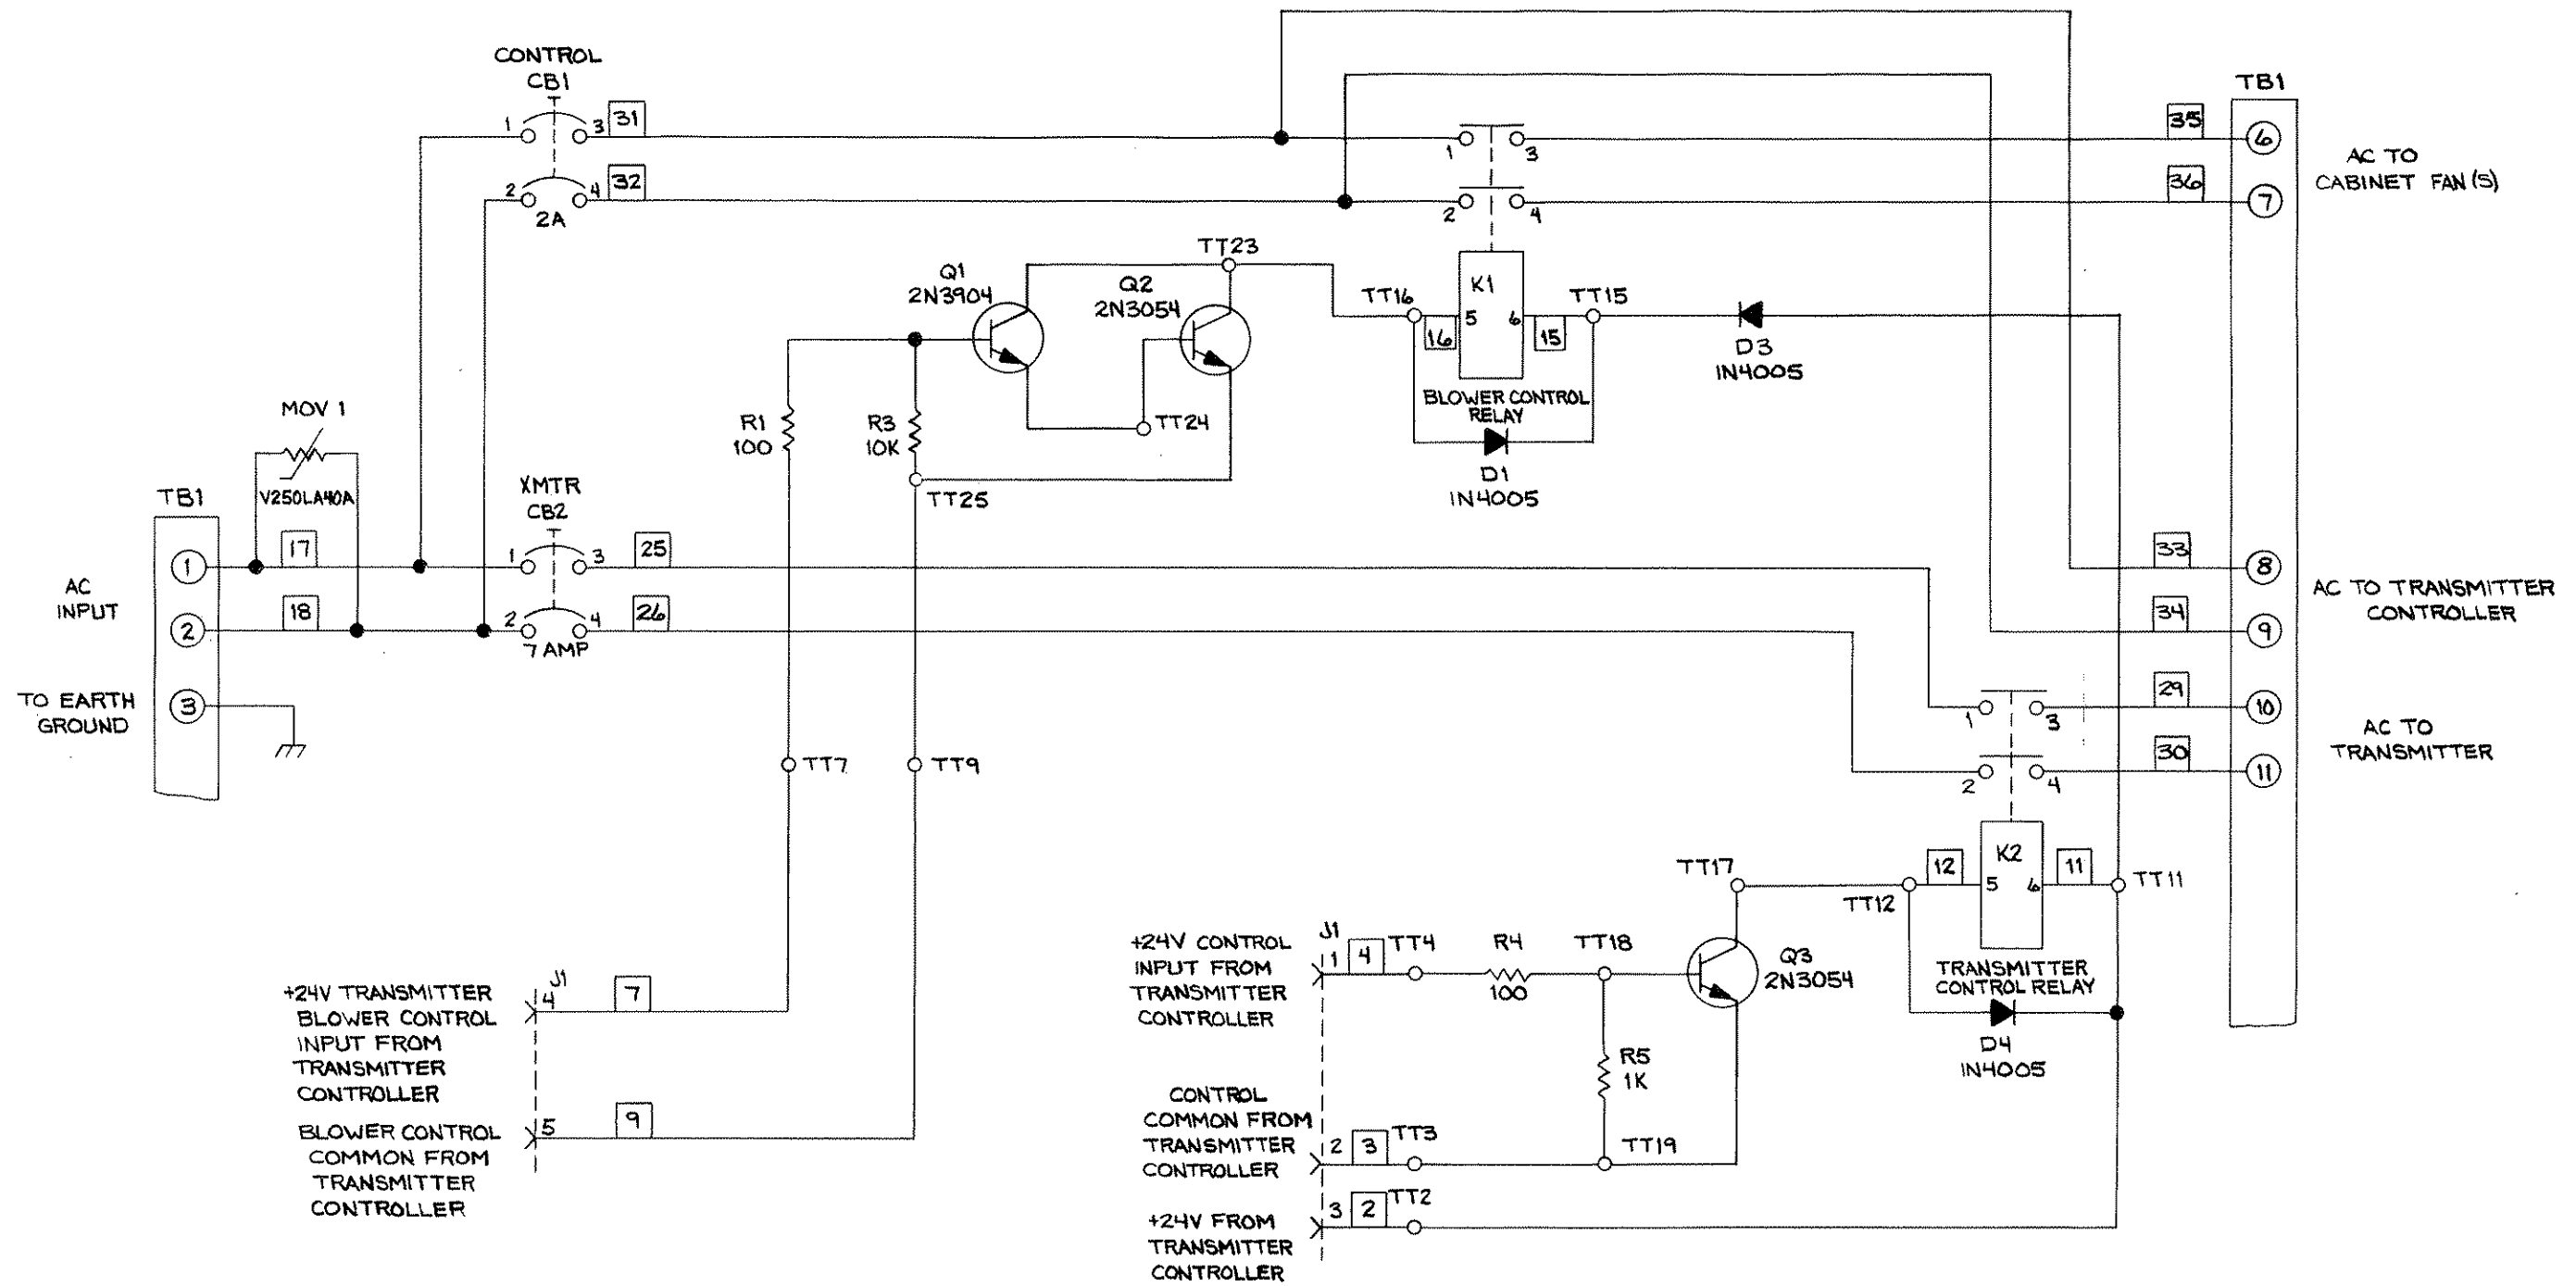 CONTROL
CB1
1
3
31
2
4
32
2A
TB1
1
3
35
6
2
4
36
7
AC TO
CABINET FAN(S)
TT23
Q1
2N3904
Q2
2N3054
TT16
K1
5
6
16
15
TT15
D3
1N4005
BLOWER CONTROL
RELAY
D1
1N4005
TT24
R1
100
R3
10K
TT25
MOV 1
V250LA40A
TB1
XMTR
CB2
AC
INPUT
1
17
1
3
25
2
18
2
4
26
7 AMP
TO EARTH
GROUND
3
33
8
34
9
AC TO TRANSMITTER
CONTROLLER
1
3
29
10
2
4
30
11
AC TO
TRANSMITTER
TT7
TT9
K2
5
6
12
11
TT12
TT11
TRANSMITTER
CONTROL RELAY
D4
1N4005
TT17
Q3
2N3054
+24V CONTROL
INPUT FROM
TRANSMITTER
CONTROLLER
J1
1
4
TT4
R4
100
TT18
R5
1K
CONTROL
COMMON FROM
TRANSMITTER
CONTROLLER
2
3
TT3
TT19
+24V FROM
TRANSMITTER
CONTROLLER
3
2
TT2
+24V TRANSMITTER
BLOWER CONTROL
INPUT FROM
TRANSMITTER
CONTROLLER
J1
4
7
BLOWER CONTROL
COMMON FROM
TRANSMITTER
CONTROLLER
5
9